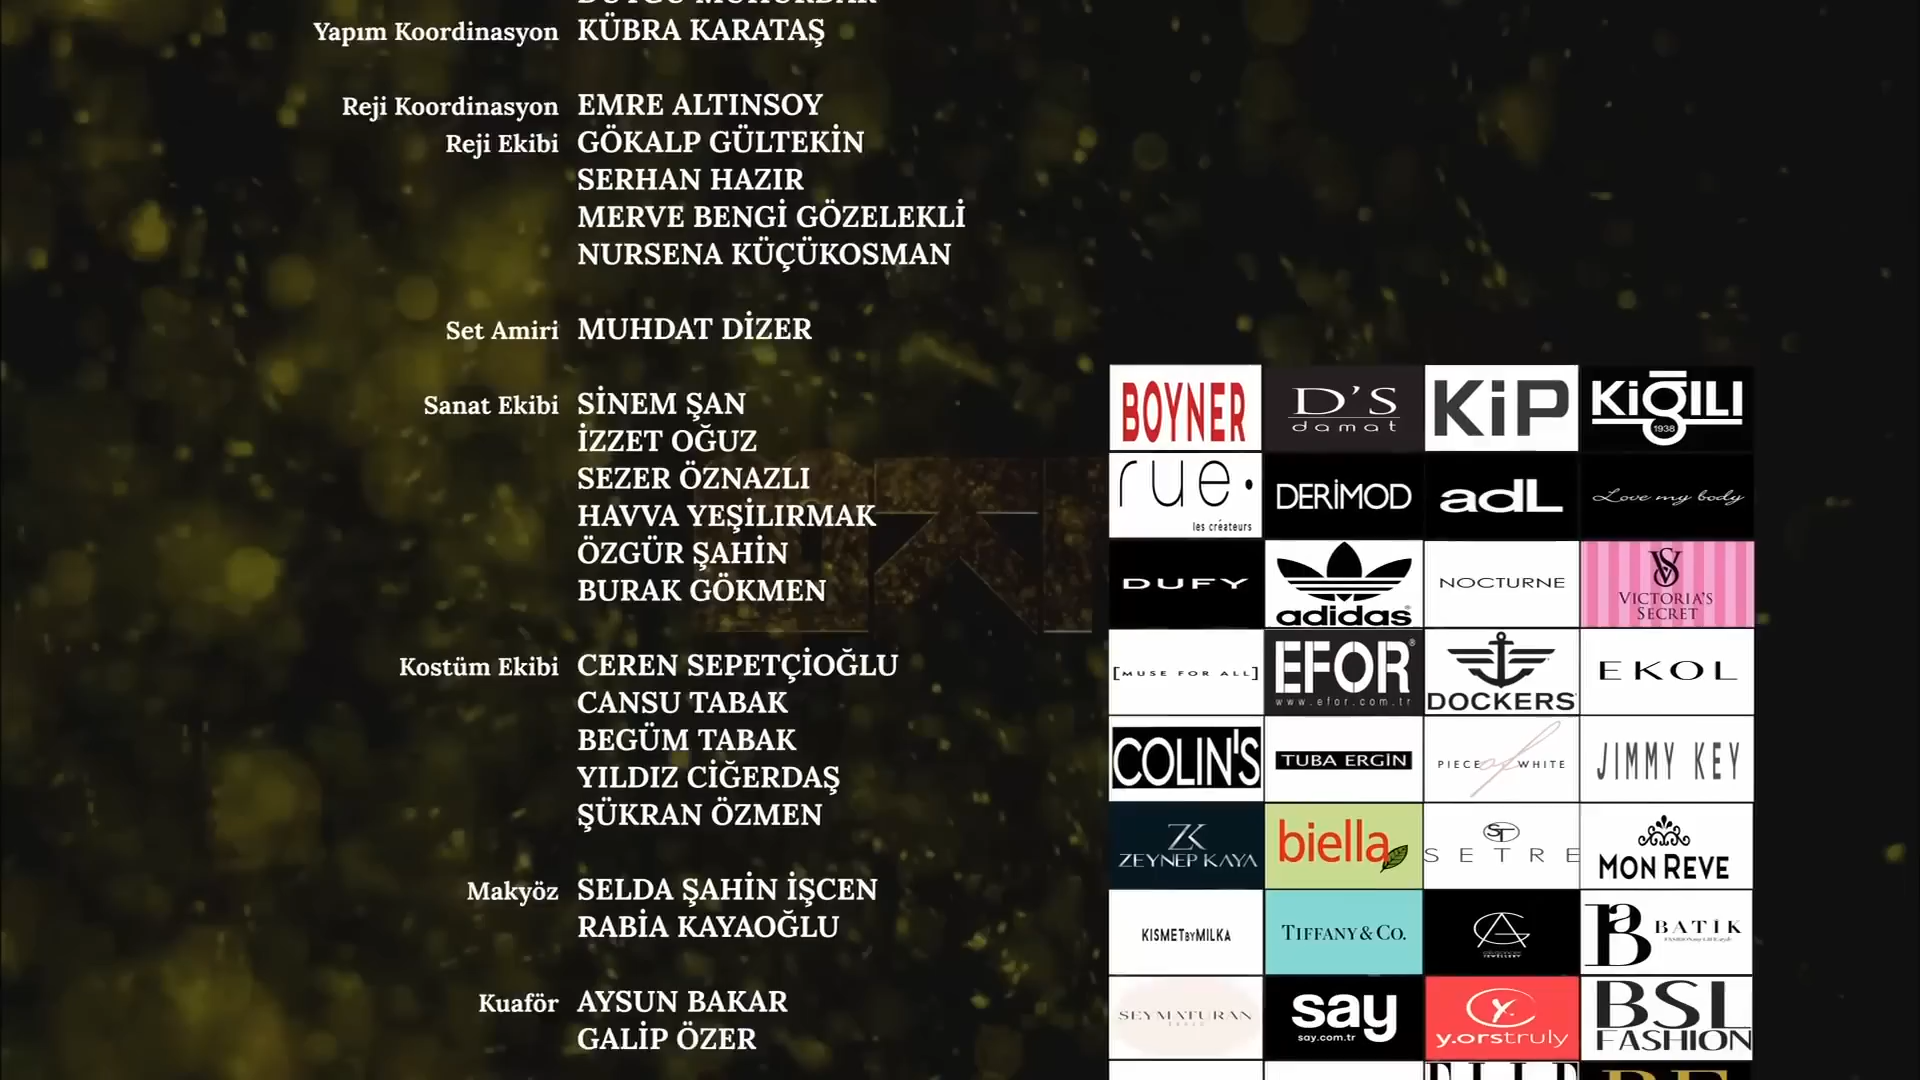 Yapım Koordinasyon KÜBRA KARATAŞ
Reji Koordinasyon EMRE ALTINSOY
Reji Ekibi GÖKALP GÜLTEKİN
SERHAN HAZIR
MERVE BENGİ GÖZELEKLİ
NURSENA KÜÇÜKOSMAN
Set Amiri MUHDAT DİZER
Sanat Ekibi SİNEM ŞAN
İZZET OĞUZ
SEZER ÖZNAZLI
HAVVA YEŞİLIRMAK
ÖZGÜR ŞAHİN
BURAK GÖKMEN
Kostüm Ekibi CEREN SEPETÇİOĞLU
CANSU TABAK
BEGÜM TABAK
YILDIZ CİĞERDAŞ
ŞÜKRAN ÖZMEN
Makyöz SELDA ŞAHİN İŞCEN
RABİA KAYAOĞLU
Kuaför AYSUN BAKAR
GALİP ÖZER
BOYNER
D'S
damat
KiP
KiĞILI
1938
rue.
les créateurs
DERİMOD
adL
Love my body
DUFY
adidas
NOCTURNE
VS
VICTORIA'S
SECRET
[MUSE FOR ALL]
EFOR
www.efor.com.tr
DOCKERS
EKOL
COLIN'S
TUBA ERGİN
PIECE of WHITE
JIMMY KEY
ZK
ZEYNEP KAYA
biella
ST
SETRE
MON REVE
KISMETBYMILKA
TIFFANY & CO.
BATİK
SEYMATURAN
say
say.com.tr
y.
y.orstruly
BSL
FASHION